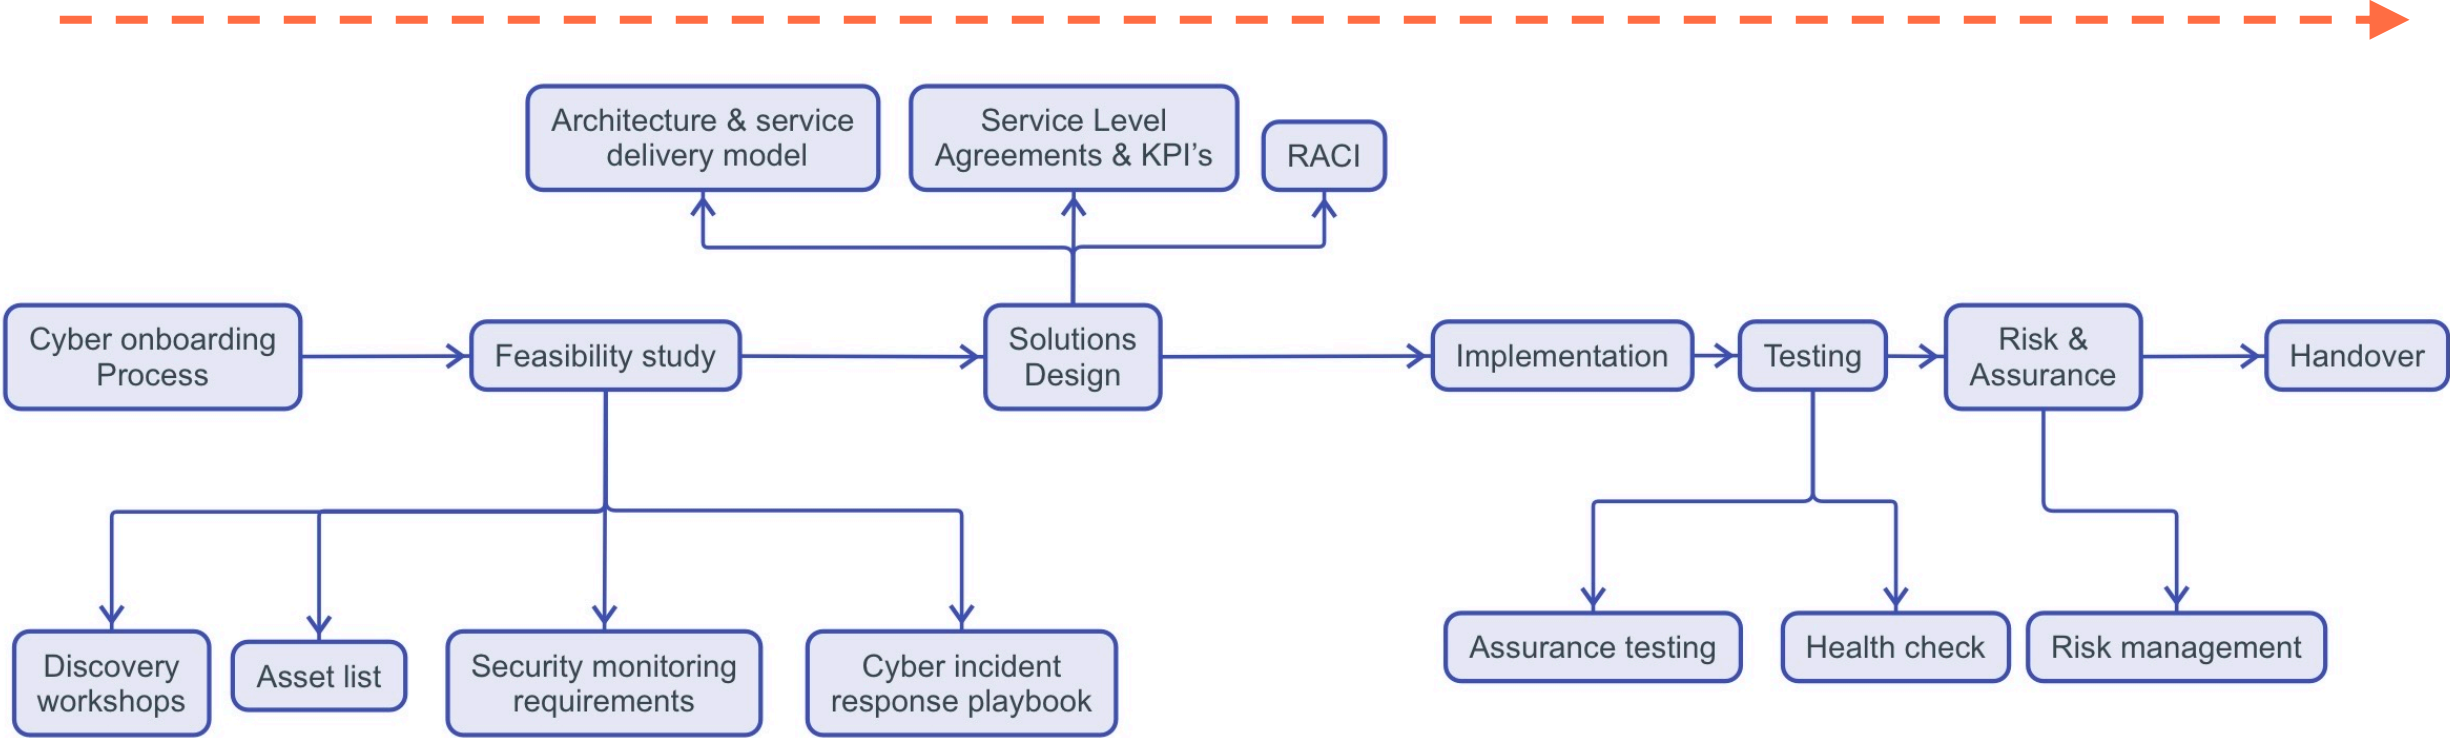 Architecture & service
delivery model
Service Level
Agreements & KPI’s
RACI
Cyber onboarding
Process
Feasibility study
Solutions
Design
Implementation
Testing
Risk &
Assurance
Handover
Discovery
workshops
Asset list
Security monitoring
requirements
Cyber incident
response playbook
Assurance testing
Health check
Risk management